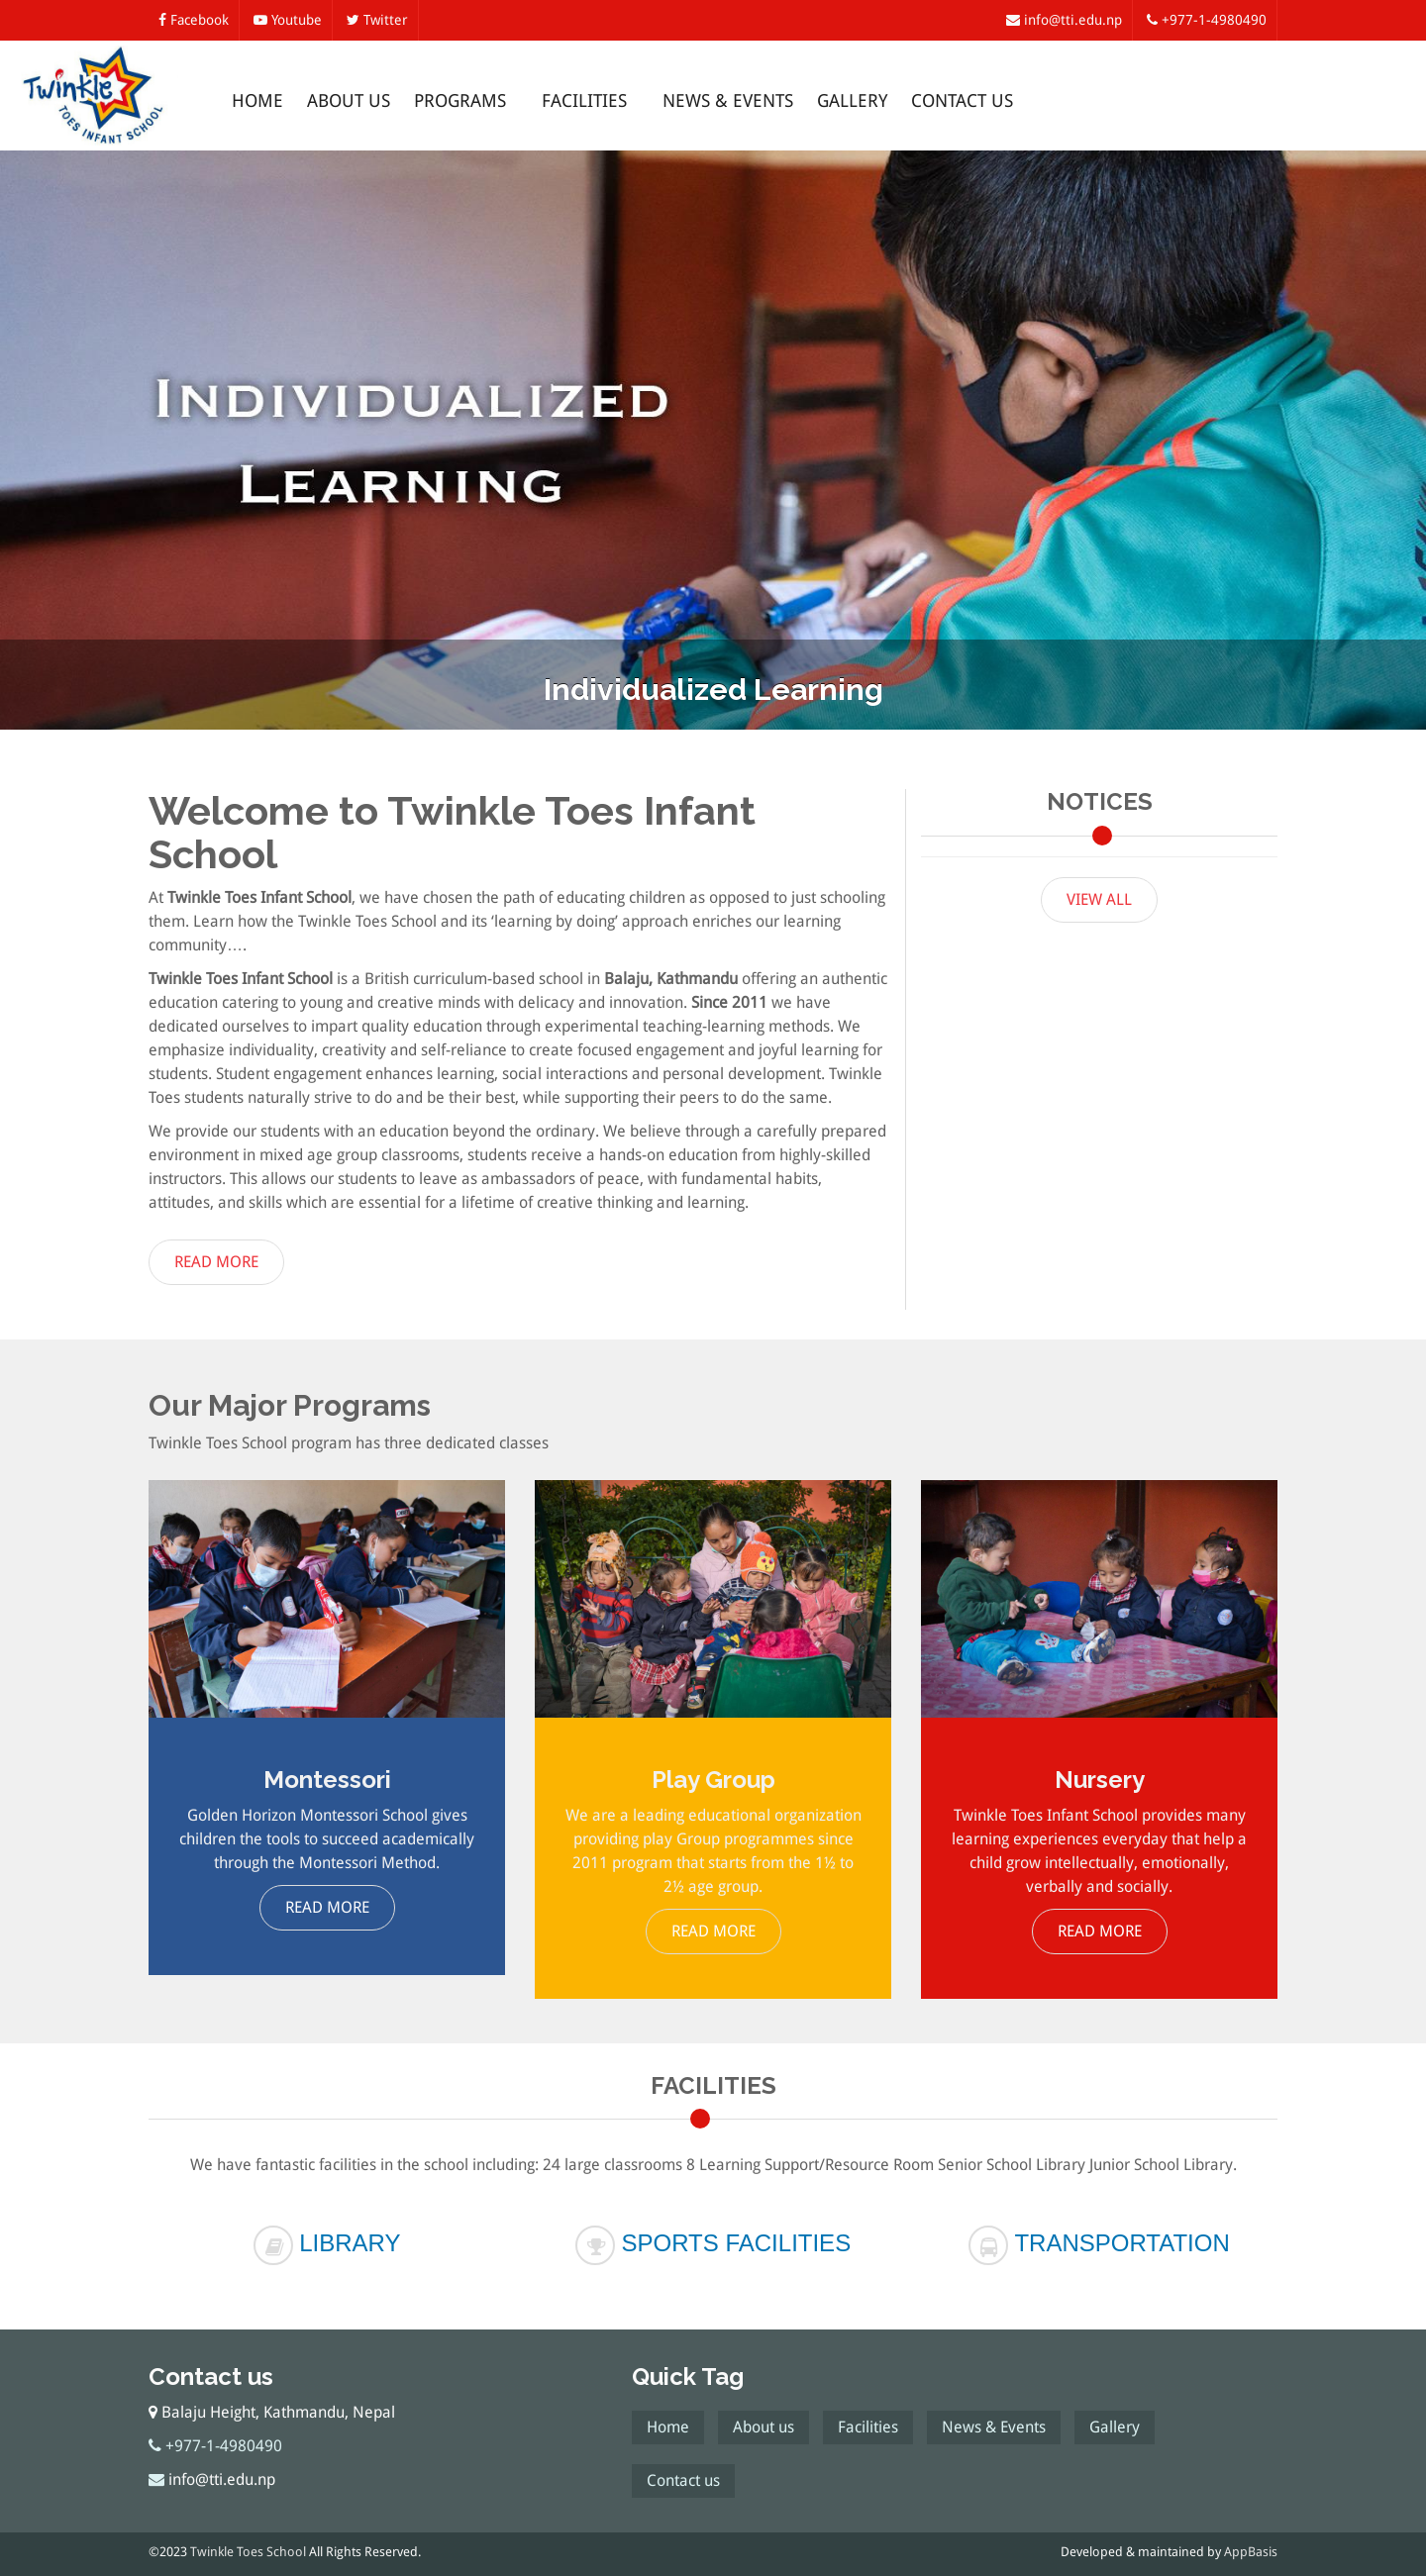 Facebook Youtube Twitter info@tti.edu.np +977-1-4980490
Twinkle
TOES INFANT SCHOOL
HOME ABOUT US PROGRAMS FACILITIES NEWS & EVENTS GALLERY CONTACT US
INDIVIDUALIZED
LEARNING
Individualized Learning
Welcome to Twinkle Toes Infant
School
At Twinkle Toes Infant School, we have chosen the path of educating children as opposed to just schooling
them. Learn how the Twinkle Toes School and its ‘learning by doing’ approach enriches our learning
community….
Twinkle Toes Infant School is a British curriculum-based school in Balaju, Kathmandu offering an authentic
education catering to young and creative minds with delicacy and innovation. Since 2011 we have
dedicated ourselves to impart quality education through experimental teaching-learning methods. We
emphasize individuality, creativity and self-reliance to create focused engagement and joyful learning for
students. Student engagement enhances learning, social interactions and personal development. Twinkle
Toes students naturally strive to do and be their best, while supporting their peers to do the same.
We provide our students with an education beyond the ordinary. We believe through a carefully prepared
environment in mixed age group classrooms, students receive a hands-on education from highly-skilled
instructors. This allows our students to leave as ambassadors of peace, with fundamental habits,
attitudes, and skills which are essential for a lifetime of creative thinking and learning.
READ MORE
NOTICES
VIEW ALL
Our Major Programs
Twinkle Toes School program has three dedicated classes
Montessori
Golden Horizon Montessori School gives
children the tools to succeed academically
through the Montessori Method.
READ MORE
Play Group
We are a leading educational organization
providing play Group programmes since
2011 program that starts from the 1½ to
2½ age group.
READ MORE
Nursery
Twinkle Toes Infant School provides many
learning experiences everyday that help a
child grow intellectually, emotionally,
verbally and socially.
READ MORE
FACILITIES
We have fantastic facilities in the school including: 24 large classrooms 8 Learning Support/Resource Room Senior School Library Junior School Library.
LIBRARY SPORTS FACILITIES TRANSPORTATION
Contact us
Balaju Height, Kathmandu, Nepal
+977-1-4980490
info@tti.edu.np
Quick Tag
Home About us Facilities News & Events Gallery
Contact us
©2023 Twinkle Toes School All Rights Reserved. Developed & maintained by AppBasis